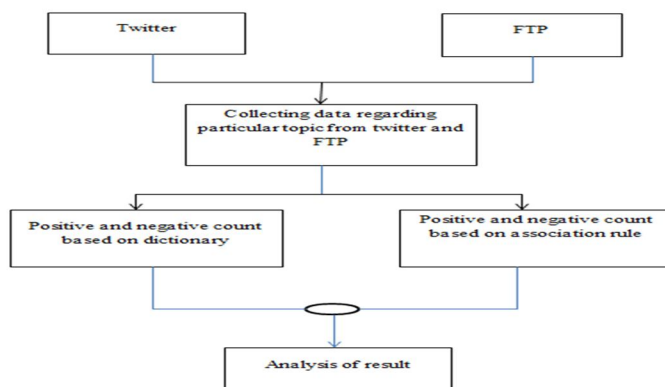 Twitter
FTP
Collecting data regarding
particular topic from twitter and
FTP
Positive and negative count
based on dictionary
Positive and negative count
based on association rule
Analysis of result